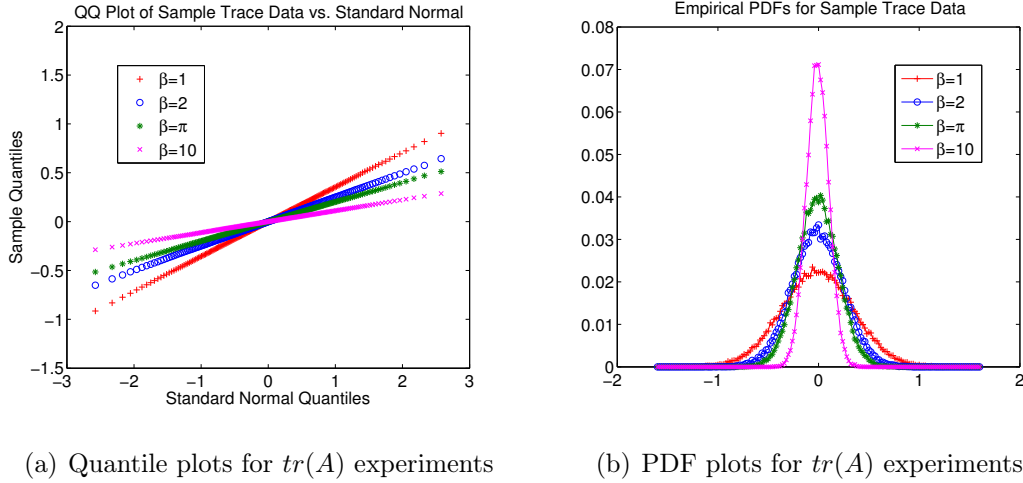 QQ Plot of Sample Trace Data vs. Standard Normal
2
1.5
1
0.5
0
−0.5
−1
−1.5
Sample Quantiles
β=1
β=2
β=π
β=10
−3
−2
−1
0
1
2
3
Standard Normal Quantiles
(a) Quantile plots for tr(A) experiments
Empirical PDFs for Sample Trace Data
0.08
0.07
0.06
0.05
0.04
0.03
0.02
0.01
0
β=1
β=2
β=π
β=10
−2
−1
0
1
2
(b) PDF plots for tr(A) experiments